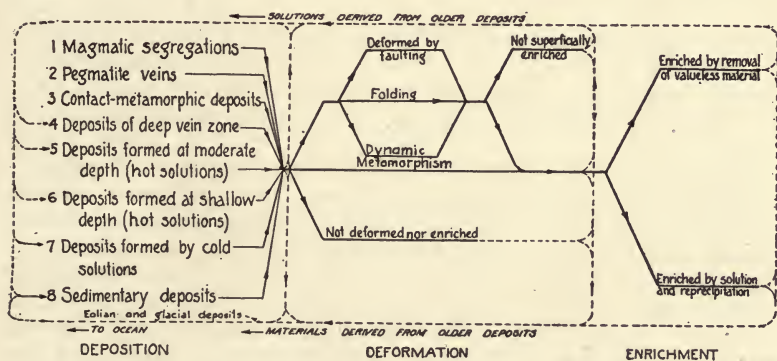 SOLUTIONS DERIVED FROM OLDER DEPOSITS
1 Magmatic segregations
2 Pegmatite veins
3 Contact-metamorphic deposits
4 Deposits of deep vein zone
5 Deposits formed at moderate
depth (hot solutions)
6 Deposits formed at shallow
depth (hot solutions)
7 Deposits formed by cold
solutions
8 Sedimentary deposits
Eolian and glacial deposits
TO OCEAN
DEPOSITION
Deformed by
faulting
Folding
Dynamic
Metamorphism
Not superficially
enriched
Not deformed nor enriched
MATERIALS DERIVED FROM OLDER DEPOSITS
DEFORMATION
Enriched by removal
of valueless material
Enriched by solution
and reprecipitation
ENRICHMENT